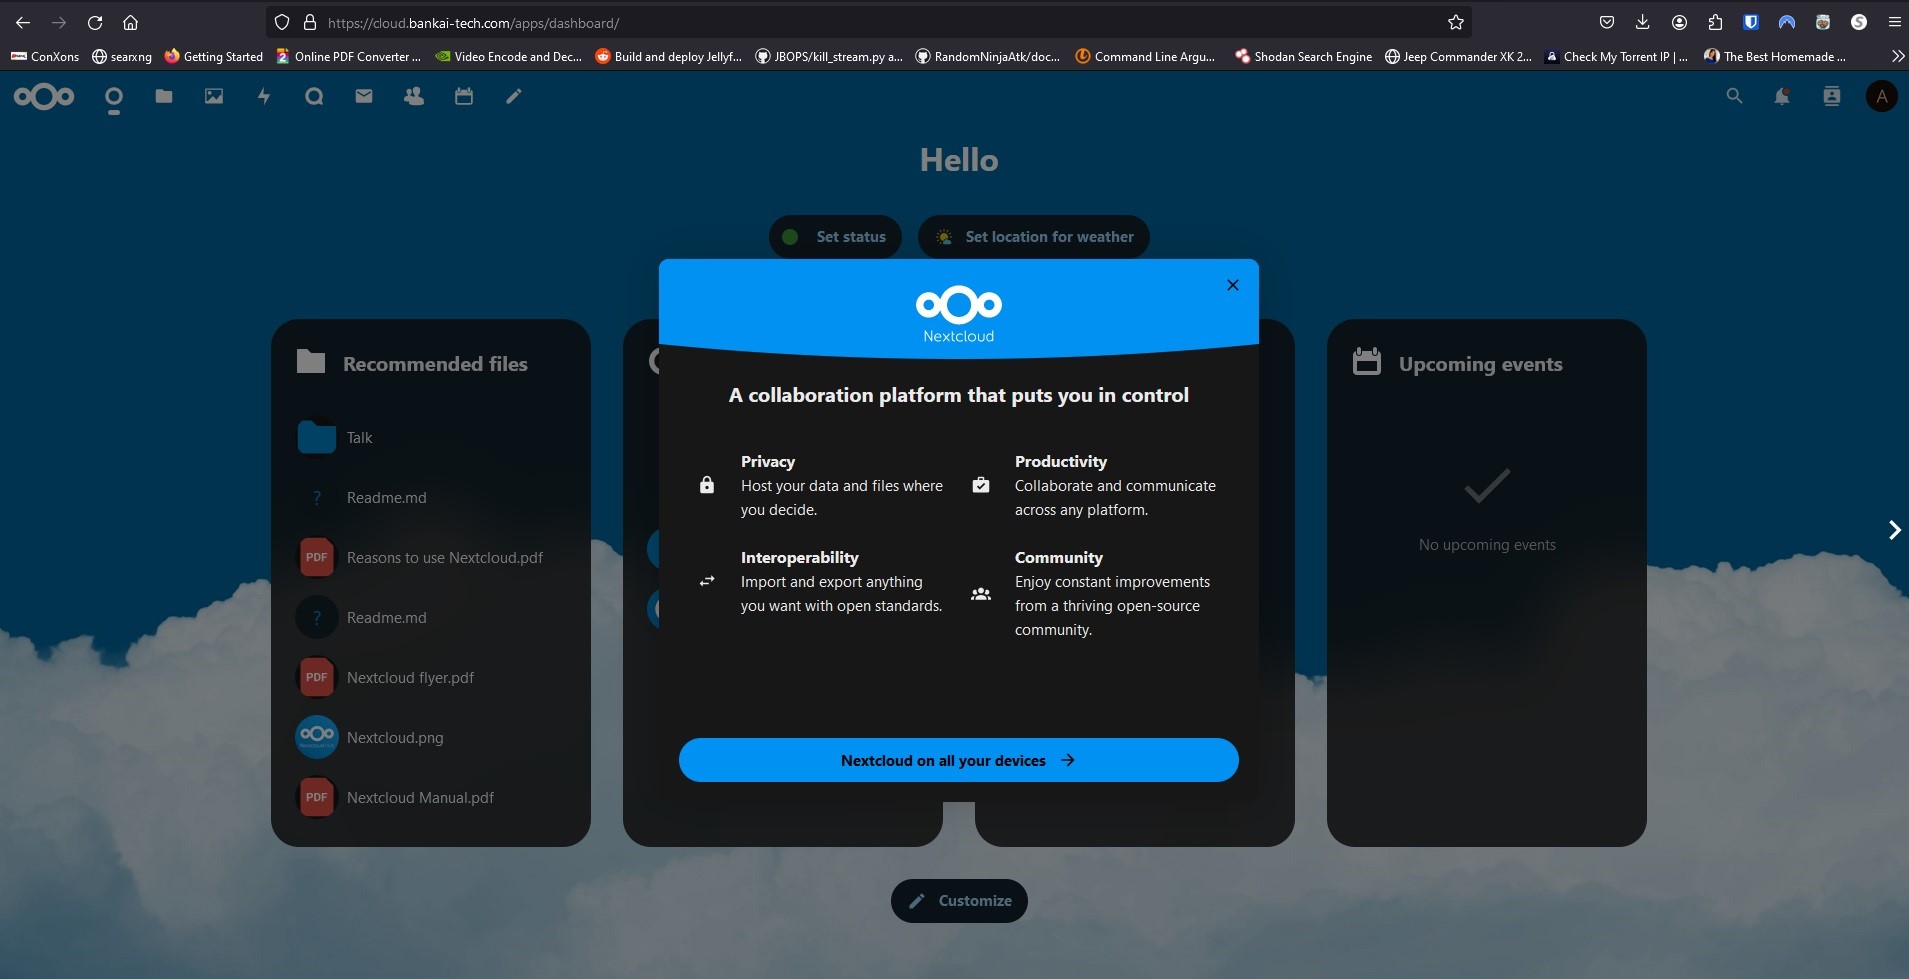 https://cloud.bankai-tech.com/apps/dashboard/
ConXons
searxng
Getting Started
Online PDF Converter ...
Video Encode and Dec...
Build and deploy Jellyf...
JBOPS/kill_stream.py a...
RandomNinjaAtk/doc...
Command Line Argu...
Shodan Search Engine
Jeep Commander XK 2...
Check My Torrent IP | ...
The Best Homemade ...
A
Hello
Set status
Set location for weather
Recommended files
Talk
? Readme.md
PDF Reasons to use Nextcloud.pdf
? Readme.md
PDF Nextcloud flyer.pdf
Nextcloud.png
PDF Nextcloud Manual.pdf
Nextcloud
A collaboration platform that puts you in control
Privacy
Host your data and files where
you decide.
Productivity
Collaborate and communicate
across any platform.
Interoperability
Import and export anything
you want with open standards.
Community
Enjoy constant improvements
from a thriving open-source
community.
Nextcloud on all your devices
Upcoming events
No upcoming events
Customize